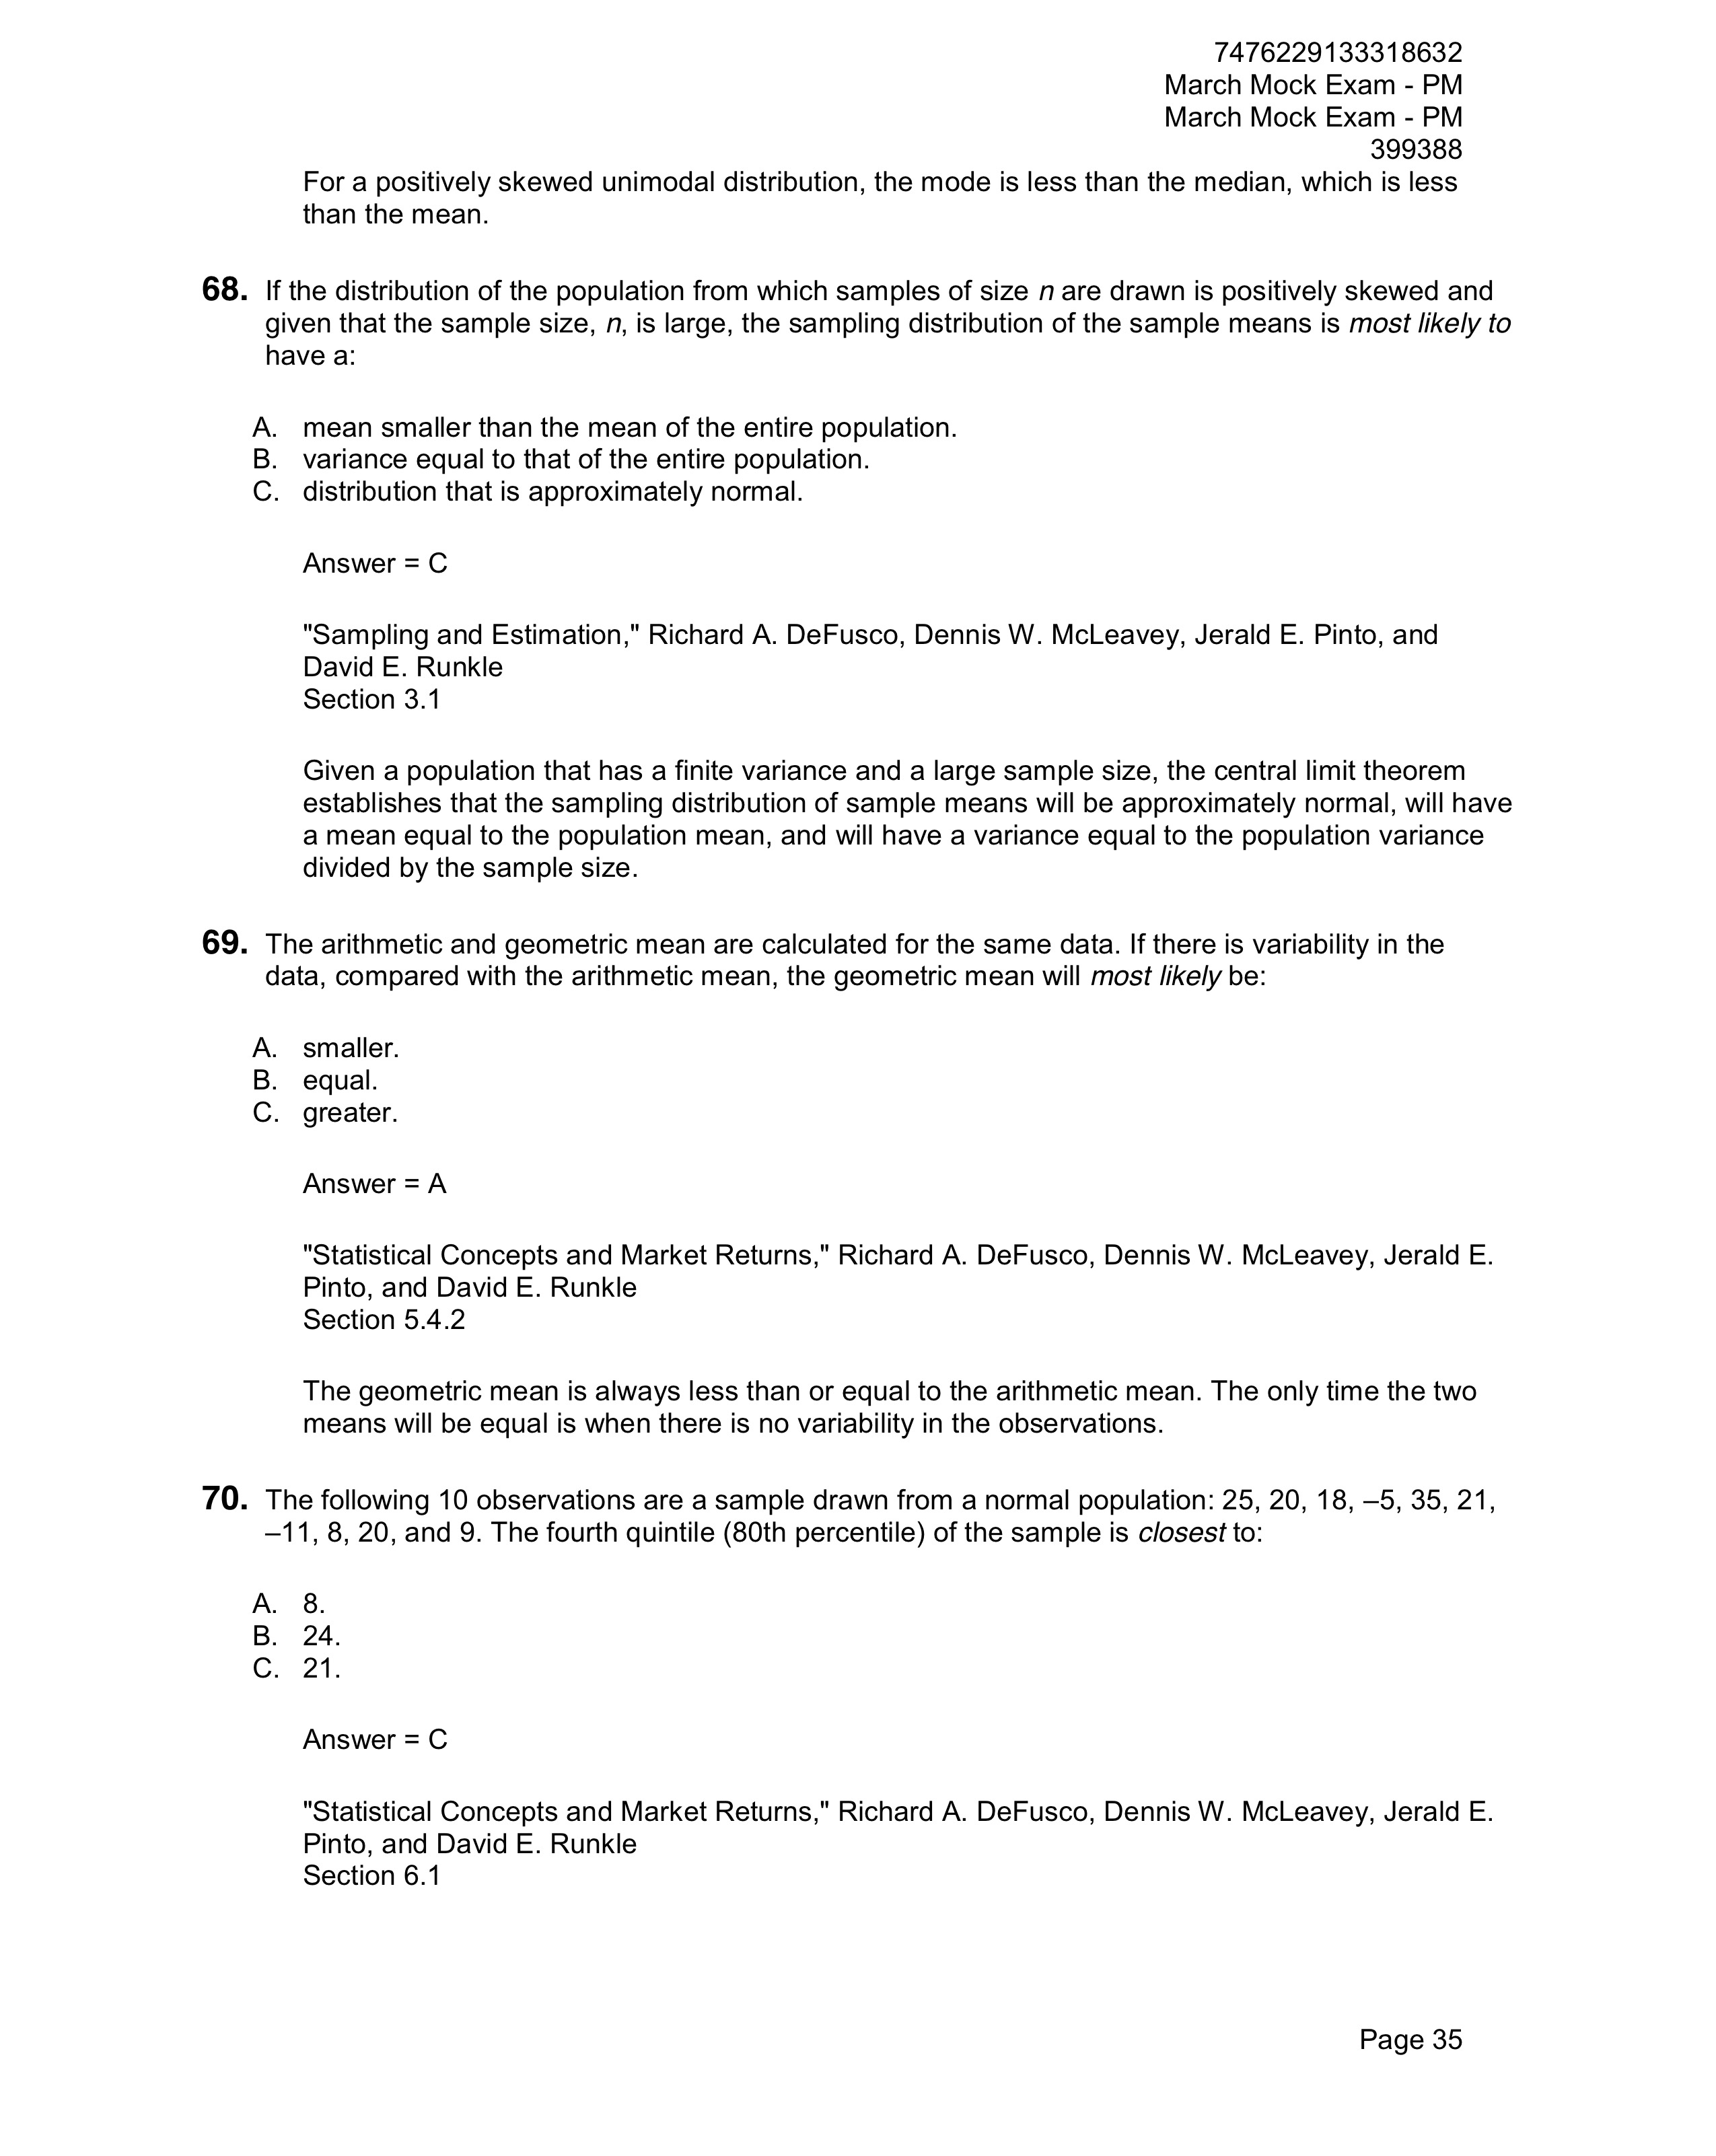 7476229133318632
March Mock Exam - PM
March Mock Exam - PM
399388
For a positively skewed unimodal distribution, the mode is less than the median, which is less
than the mean.
68. If the distribution of the population from which samples of size n are drawn is positively skewed and
given that the sample size, n, is large, the sampling distribution of the sample means is most likely to
have a:
A. mean smaller than the mean of the entire population.
B. variance equal to that of the entire population.
C. distribution that is approximately normal.
Answer = C
"Sampling and Estimation," Richard A. DeFusco, Dennis W. McLeavey, Jerald E. Pinto, and
David E. Runkle
Section 3.1
Given a population that has a finite variance and a large sample size, the central limit theorem
establishes that the sampling distribution of sample means will be approximately normal, will have
a mean equal to the population mean, and will have a variance equal to the population variance
divided by the sample size.
69. The arithmetic and geometric mean are calculated for the same data. If there is variability in the
data, compared with the arithmetic mean, the geometric mean will most likely be:
A. smaller.
B. equal.
C. greater.
Answer = A
"Statistical Concepts and Market Returns," Richard A. DeFusco, Dennis W. McLeavey, Jerald E.
Pinto, and David E. Runkle
Section 5.4.2
The geometric mean is always less than or equal to the arithmetic mean. The only time the two
means will be equal is when there is no variability in the observations.
70. The following 10 observations are a sample drawn from a normal population: 25, 20, 18, –5, 35, 21,
–11, 8, 20, and 9. The fourth quintile (80th percentile) of the sample is closest to:
A. 8.
B. 24.
C. 21.
Answer = C
"Statistical Concepts and Market Returns," Richard A. DeFusco, Dennis W. McLeavey, Jerald E.
Pinto, and David E. Runkle
Section 6.1
Page 35